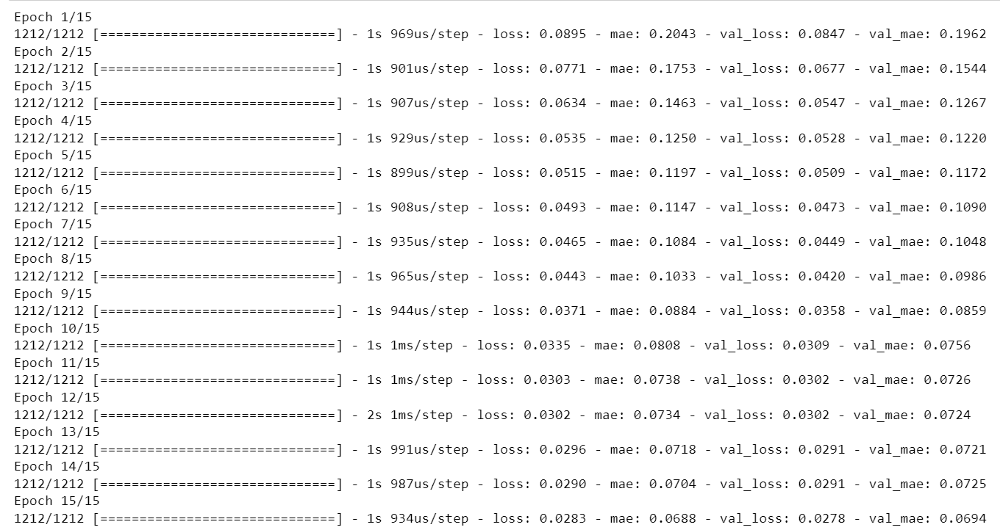 Epoch 1/15
1212/1212 [==============================] - 1s 969us/step - loss: 0.0895 - mae: 0.2043 - val_loss: 0.0847 - val_mae: 0.1962
Epoch 2/15
1212/1212 [==============================] - 1s 901us/step - loss: 0.0771 - mae: 0.1753 - val_loss: 0.0677 - val_mae: 0.1544
Epoch 3/15
1212/1212 [==============================] - 1s 907us/step - loss: 0.0634 - mae: 0.1463 - val_loss: 0.0547 - val_mae: 0.1267
Epoch 4/15
1212/1212 [==============================] - 1s 929us/step - loss: 0.0535 - mae: 0.1250 - val_loss: 0.0528 - val_mae: 0.1220
Epoch 5/15
1212/1212 [==============================] - 1s 899us/step - loss: 0.0515 - mae: 0.1197 - val_loss: 0.0509 - val_mae: 0.1172
Epoch 6/15
1212/1212 [==============================] - 1s 908us/step - loss: 0.0493 - mae: 0.1147 - val_loss: 0.0473 - val_mae: 0.1090
Epoch 7/15
1212/1212 [==============================] - 1s 935us/step - loss: 0.0465 - mae: 0.1084 - val_loss: 0.0449 - val_mae: 0.1048
Epoch 8/15
1212/1212 [==============================] - 1s 965us/step - loss: 0.0443 - mae: 0.1033 - val_loss: 0.0420 - val_mae: 0.0986
Epoch 9/15
1212/1212 [==============================] - 1s 944us/step - loss: 0.0371 - mae: 0.0884 - val_loss: 0.0358 - val_mae: 0.0859
Epoch 10/15
1212/1212 [==============================] - 1s 1ms/step - loss: 0.0335 - mae: 0.0808 - val_loss: 0.0309 - val_mae: 0.0756
Epoch 11/15
1212/1212 [==============================] - 1s 1ms/step - loss: 0.0303 - mae: 0.0738 - val_loss: 0.0302 - val_mae: 0.0726
Epoch 12/15
1212/1212 [==============================] - 2s 1ms/step - loss: 0.0302 - mae: 0.0734 - val_loss: 0.0302 - val_mae: 0.0724
Epoch 13/15
1212/1212 [==============================] - 1s 991us/step - loss: 0.0296 - mae: 0.0718 - val_loss: 0.0291 - val_mae: 0.0721
Epoch 14/15
1212/1212 [==============================] - 1s 987us/step - loss: 0.0290 - mae: 0.0704 - val_loss: 0.0291 - val_mae: 0.0725
Epoch 15/15
1212/1212 [==============================] - 1s 934us/step - loss: 0.0283 - mae: 0.0688 - val_loss: 0.0278 - val_mae: 0.0694